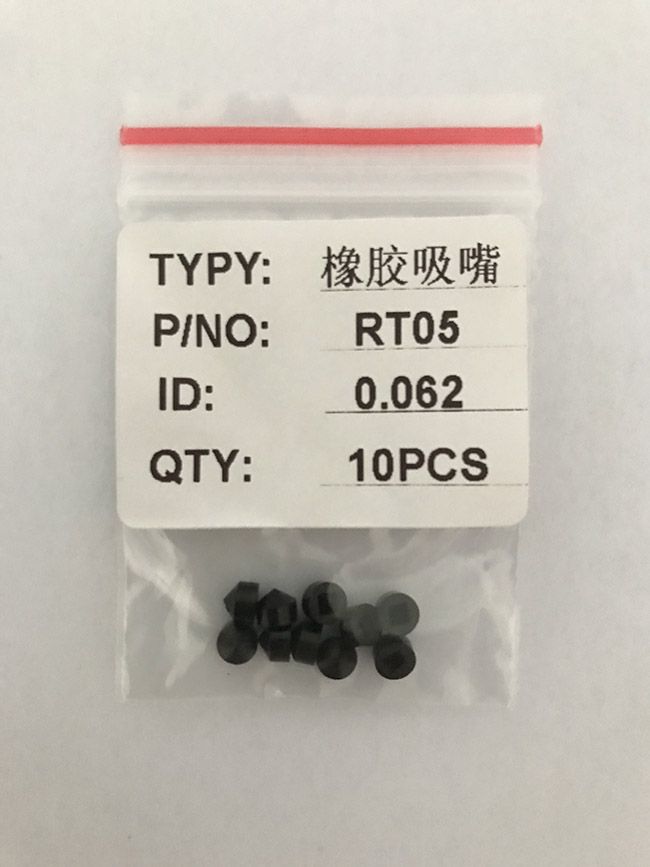 TYPY: 橡胶吸嘴
P/NO: RT05
ID: 0.062
QTY: 10PCS